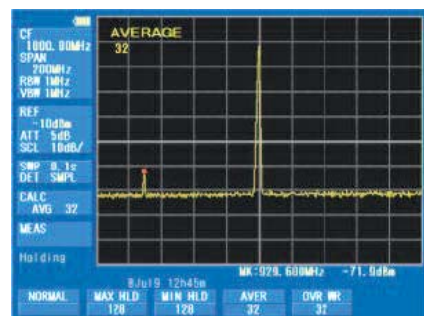 CF
1000. 00MHz
SPAN
200MHz
RBW 1MHz
VBW 1MHz
REF
-10dBm
ATT 5dB
SCL 10dB/
SWP 0.1s
DET SMPL
CALC
AVG 32
MEAS
Holding
AVERAGE
32
MK:929. 600MHz -71. 9dBm
8Jul9 12h45m
NORMAL
MAX HLD
128
MIN HLD
128
AVER
32
OVR WR
32